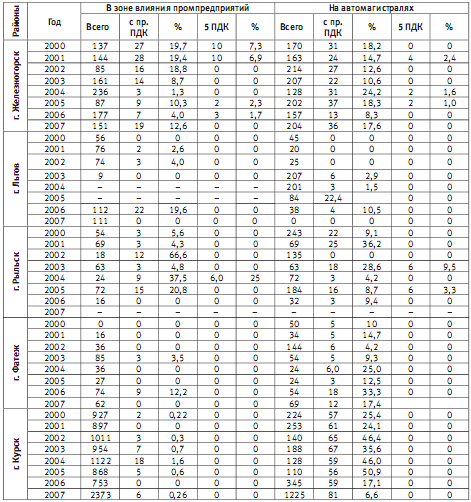 Районы Год В зоне влияния промпредприятий На автомагистралях
Всего с пр. ПДК % 5 ПДК % Всего с пр. ПДК % 5 ПДК %
г. Железногорск
2000 137 27 19,7 10 7,3 170 31 18,2 0 0
2001 144 28 19,4 10 6,9 163 24 14,7 4 2,4
2002 85 16 18,8 0 0 214 27 12,6 0 0
2003 161 14 8,7 0 0 207 22 10,6 0 0
2004 236 3 1,3 0 0 128 31 24,2 2 1,6
2005 87 9 10,3 2 2,3 202 37 18,3 2 1,0
2006 177 7 4,0 3 1,7 157 13 8,3 0 0
2007 151 19 12,6 0 0 204 36 17,6 0 0
г. Льгов
2000 56 0 0 0 0 45 0 0 0 0
2001 76 2 2,6 0 0 20 0 0 0 0
2002 74 3 4,0 0 0 25 0 0 0 0
2003 9 0 0 0 0 207 6 2,9 0 0
2004 – – – – – 201 3 1,5 0 0
2005 – – – – – 84 22,4 0 0
2006 112 22 19,6 0 0 38 4 10,5 0 0
2007 111 0 0 0 0 0 0 0 0 0
г. Рыльск
2000 54 3 5,6 0 0 243 22 9,1 0 0
2001 69 3 4,3 0 0 69 25 36,2 0 0
2002 18 12 66,6 0 0 135 0 0 0 0
2003 63 3 4,8 0 0 63 18 28,6 6 9,5
2004 24 9 37,5 6,0 25 72 3 4,2 0 0
2005 72 15 20,8 0 0 184 16 8,7 6 3,3
2006 16 0 0 0 0 32 3 9,4 0 0
2007 – – – – – – – – – –
г. Фатеж
2000 0 0 0 0 0 50 5 10 0 0
2001 16 0 0 0 0 34 5 14,7 0 0
2002 36 0 0 0 0 144 6 4,2 0 0
2003 85 3 3,5 0 0 54 5 9,3 0 0
2004 36 0 0 0 0 24 6,0 25,0 0 0
2005 27 0 0 0 0 24 3 12,5 0 0
2006 74 9 12,2 0 0 54 18 33,3 0 0
2007 62 0 0 0 0 69 12 17,4
г. Курск
2000 927 2 0,22 0 0 224 57 25,4 0 0
2001 897 0 0 0 0 253 61 24,1 0 0
2002 1011 3 0,3 0 0 140 65 46,4 0 0
2003 954 7 0,7 0 0 188 67 35,6 0 0
2004 1122 18 1,6 0 0 128 59 46,0 0 0
2005 868 5 0,6 0 0 110 56 50,9 0 0
2006 753 0 0 0 0 345 59 17,1 0 0
2007 2373 6 0,26 0 0 1225 81 6,6 0 0